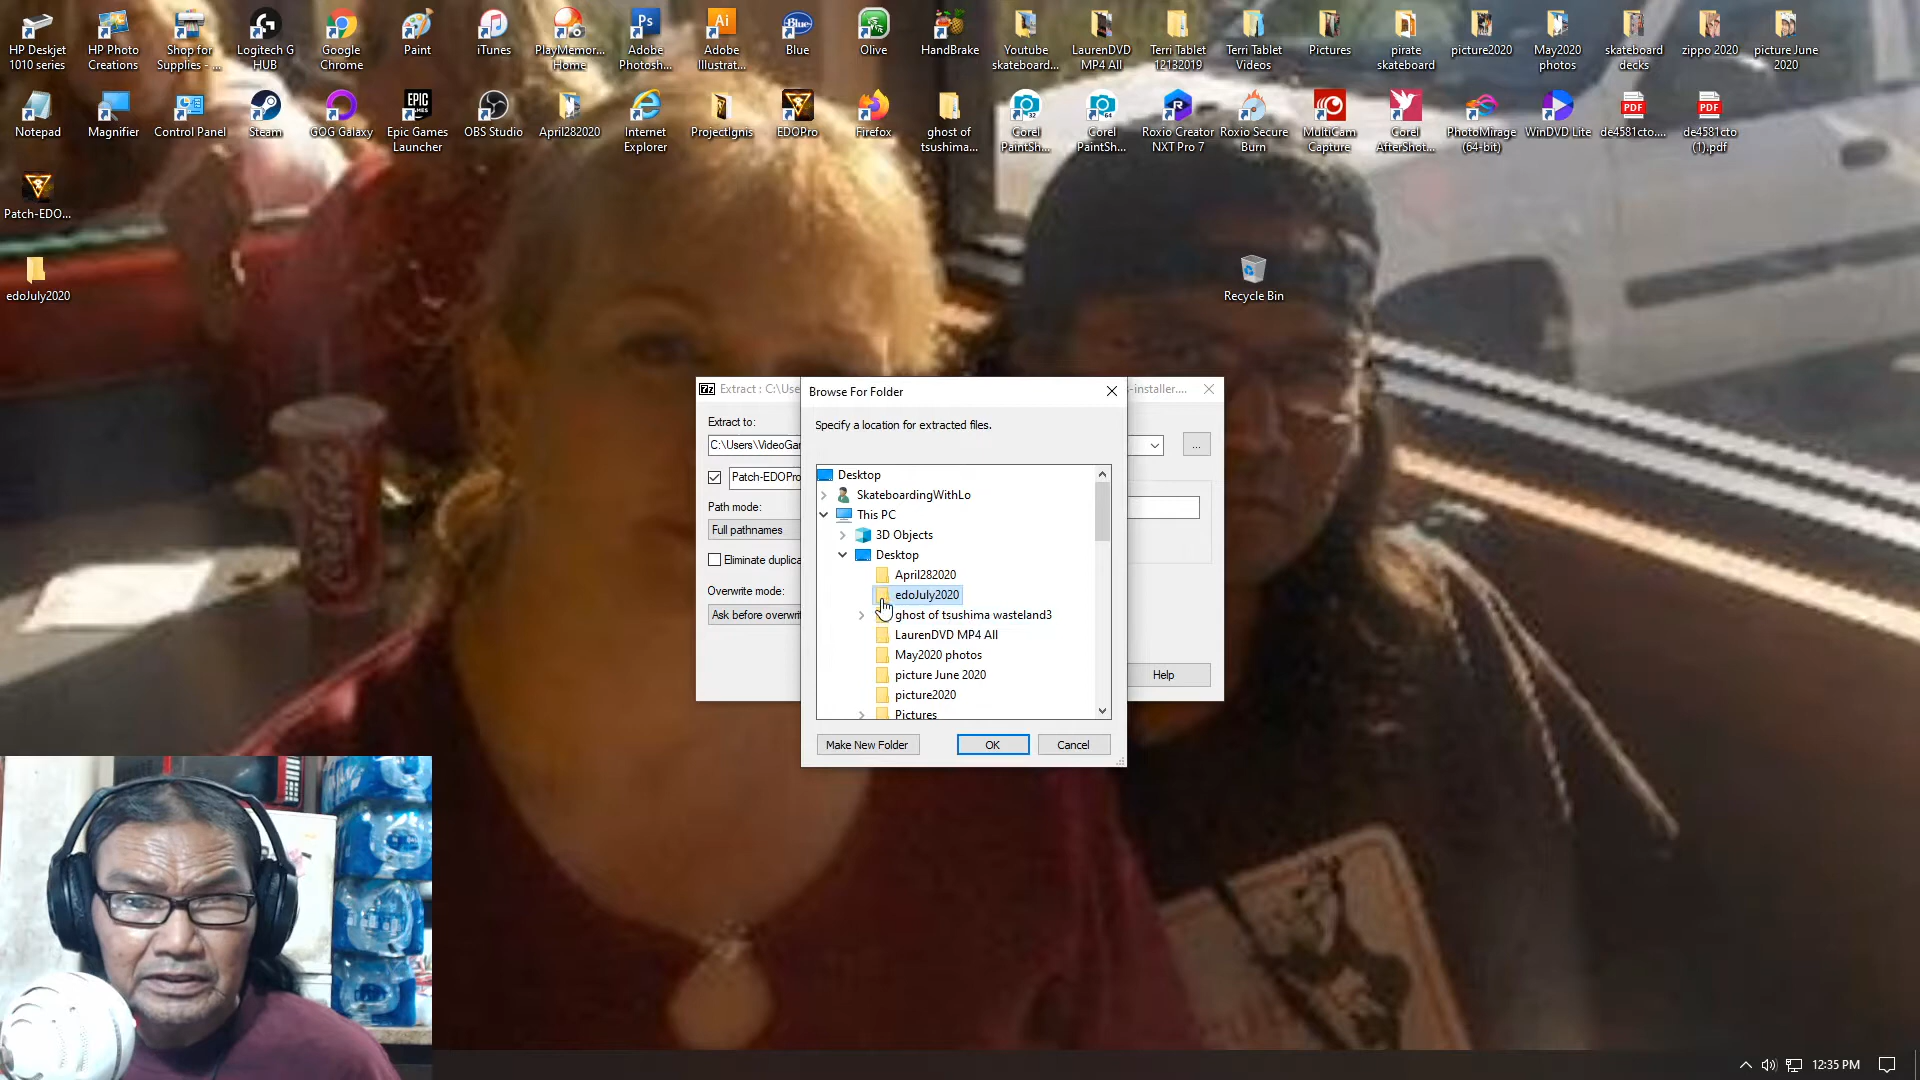 HP Deskjet
1010 series
HP Photo
Creations
Shop for
Supplies - ...
Logitech G
HUB
Google
Chrome
Paint
iTunes
PlayMemor...
Home
Adobe
Photosh...
Adobe
Illustrat...
Blue
Olive
HandBrake
Youtube
skateboard...
LaurenDVD
MP4 All
Terri Tablet
12132019
Terri Tablet
Videos
Pictures
pirate
skateboard
picture2020
May2020
photos
skateboard
decks
zippo 2020
picture June
2020
Notepad
Magnifier
Control Panel
Steam
GOG Galaxy
Epic Games
Launcher
OBS Studio
April282020
Internet
Explorer
ProjectIgnis
EDOPro
Firefox
ghost of
tsushima...
Corel
PaintSh...
Corel
PaintSh...
Roxio Creator
NXT Pro 7
Roxio Secure
Burn
MultiCam
Capture
Corel
AfterShot...
PhotoMirage
(64-bit)
WinDVD Lite
de4581cto....
de4581cto
(1).pdf
Patch-EDO...
edoJuly2020
Recycle Bin
Extract : C:\Use
-installer....
Extract to:
C:\Users\VideoGa
...
Patch-EDOPro
Path mode:
Full pathnames
Eliminate duplica
Overwrite mode:
Ask before overwri
Help
Browse For Folder
Specify a location for extracted files.
Desktop
SkateboardingWithLo
This PC
3D Objects
Desktop
April282020
edoJuly2020
ghost of tsushima wasteland3
LaurenDVD MP4 All
May2020 photos
picture June 2020
picture2020
Pictures
Make New Folder
OK
Cancel
12:35 PM